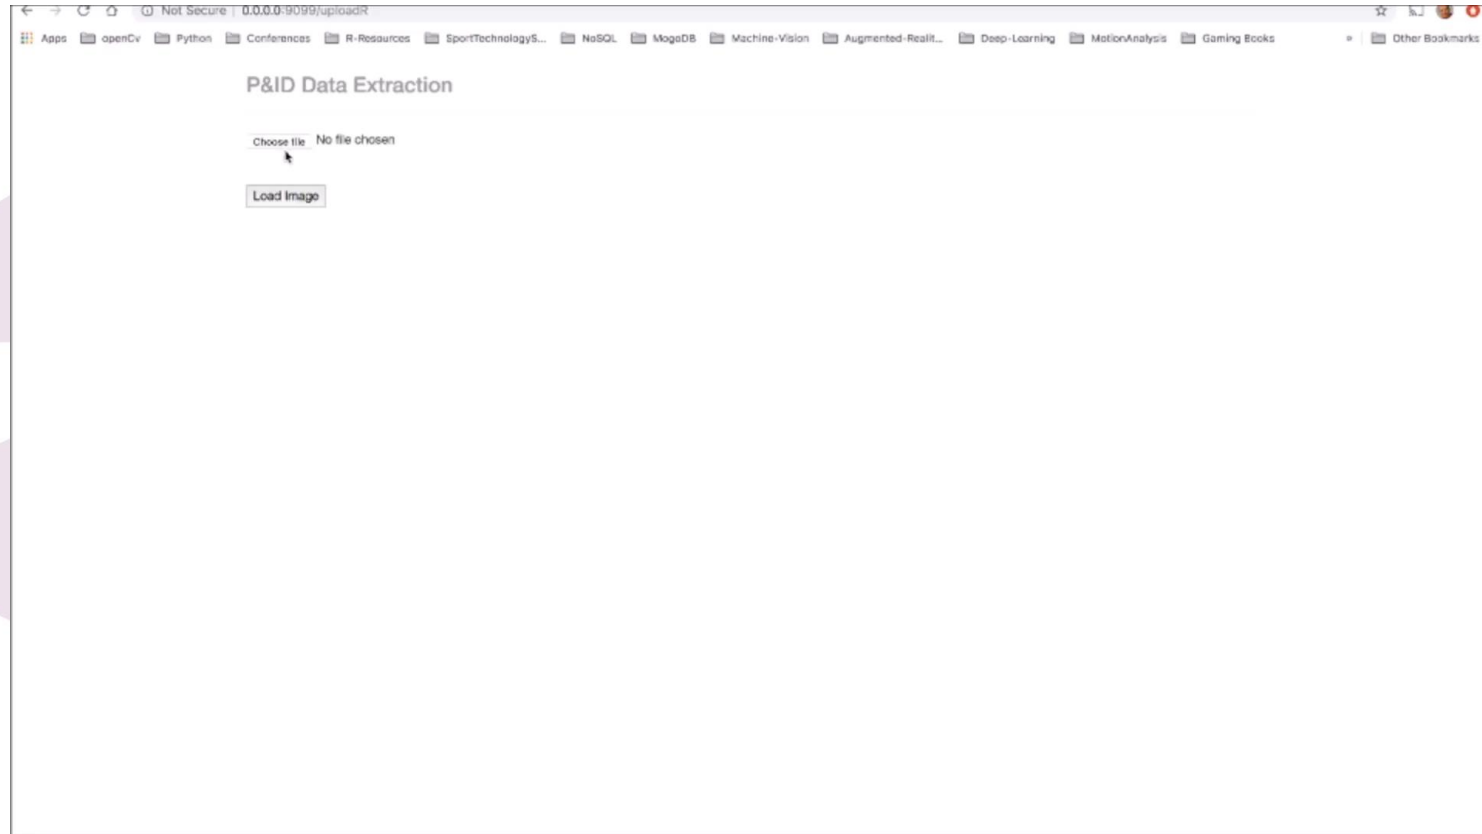 Not Secure | 0.0.0.0:9099/uploadR
Apps openCv Python Conferences R-Resources SportTechnologyS... NoSQL MogoDB Machine-Vision Augmented-Realit... Deep-Learning MotionAnalysis Gaming Books » Other Bookmarks
P&ID Data Extraction
Choose file No file chosen
Load Image